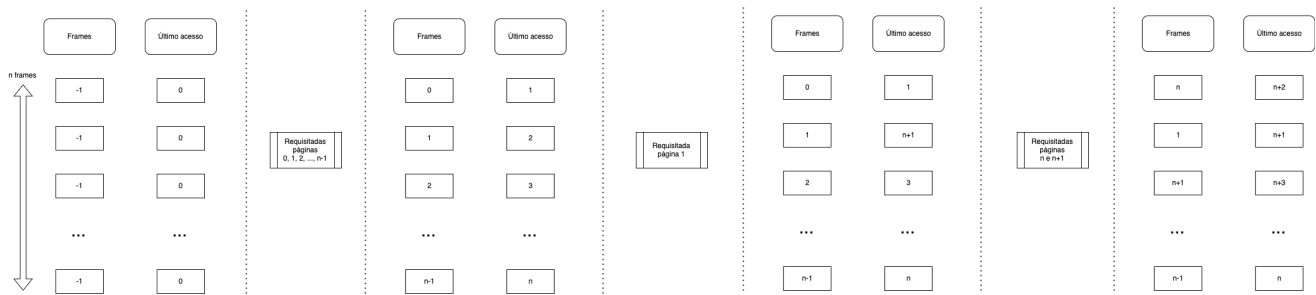 Frames Último acesso Frames Último acesso Frames Último acesso Frames Último acesso
n frames
-1 0 0 1 0 1 n n+2
-1 0 Requisitadas 1 2 1 n+1 Requisitadas 1 n+1
páginas Requisitada páginas
0, 1, 2, ..., n-1 página 1 n e n+1
-1 0 2 3 2 3 n+1 n+3
... ... ... ... ... ... ... ...
-1 0 n-1 n n-1 n n-1 n